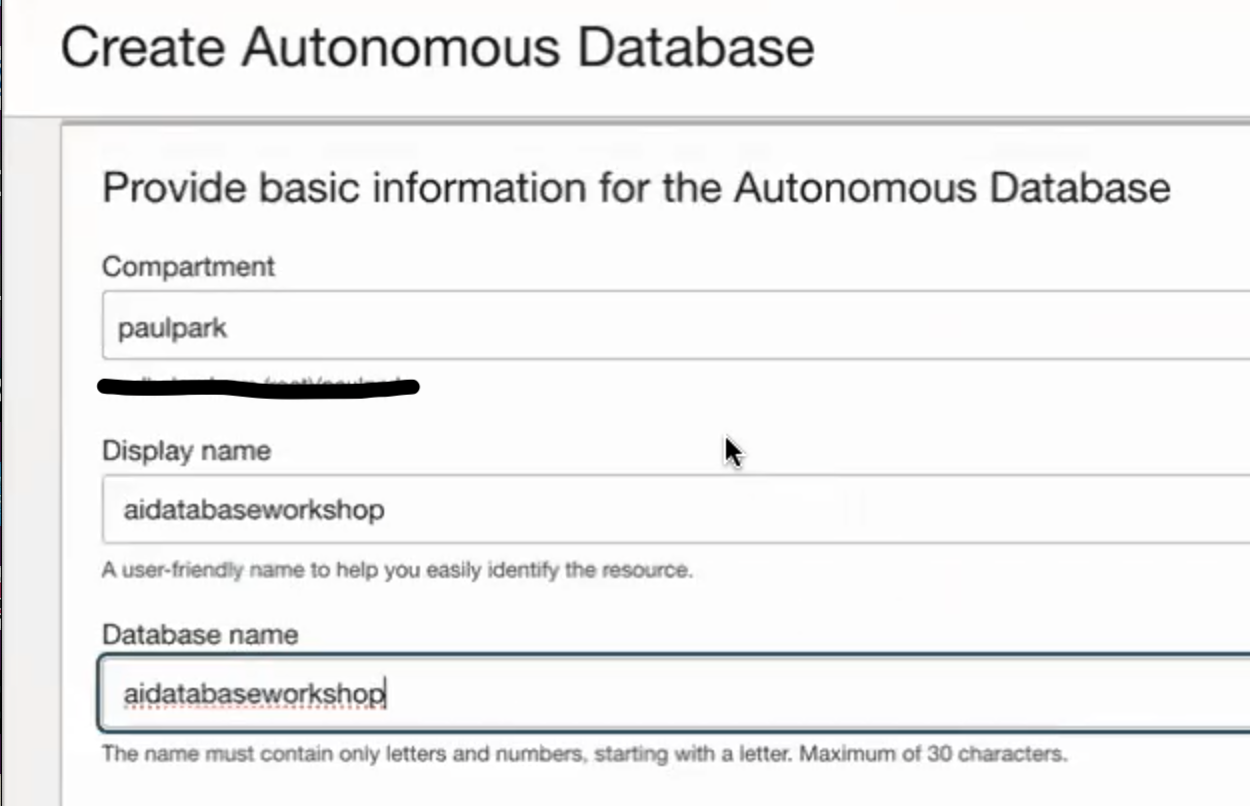 Create Autonomous Database
Provide basic information for the Autonomous Database
Compartment
paulpark
Display name
aidatabaseworkshop
A user-friendly name to help you easily identify the resource.
Database name
aidatabaseworkshop
The name must contain only letters and numbers, starting with a letter. Maximum of 30 characters.